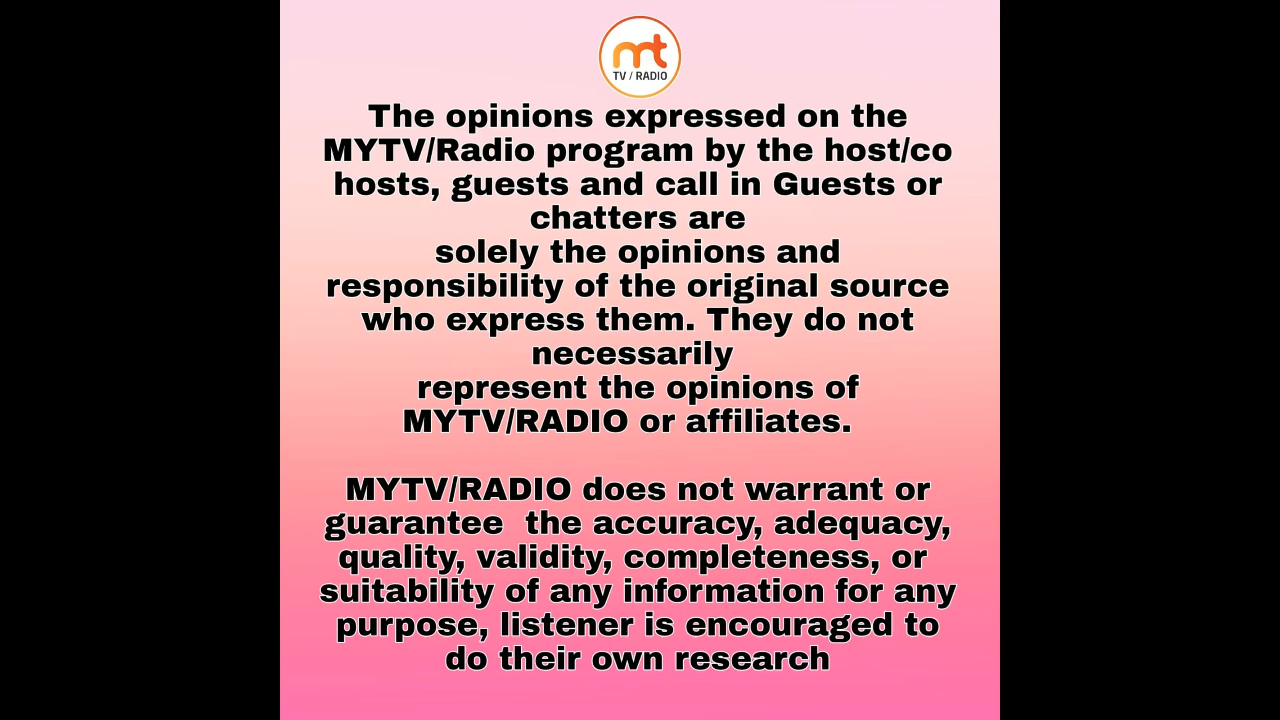 mt
TV / RADIO
The opinions expressed on the
MYTV/Radio program by the host/co
hosts, guests and call in Guests or
chatters are
solely the opinions and
responsibility of the original source
who express them. They do not
necessarily
represent the opinions of
MYTV/RADIO or affiliates.
MYTV/RADIO does not warrant or
guarantee  the accuracy, adequacy,
quality, validity, completeness, or
suitability of any information for any
purpose, listener is encouraged to
do their own research